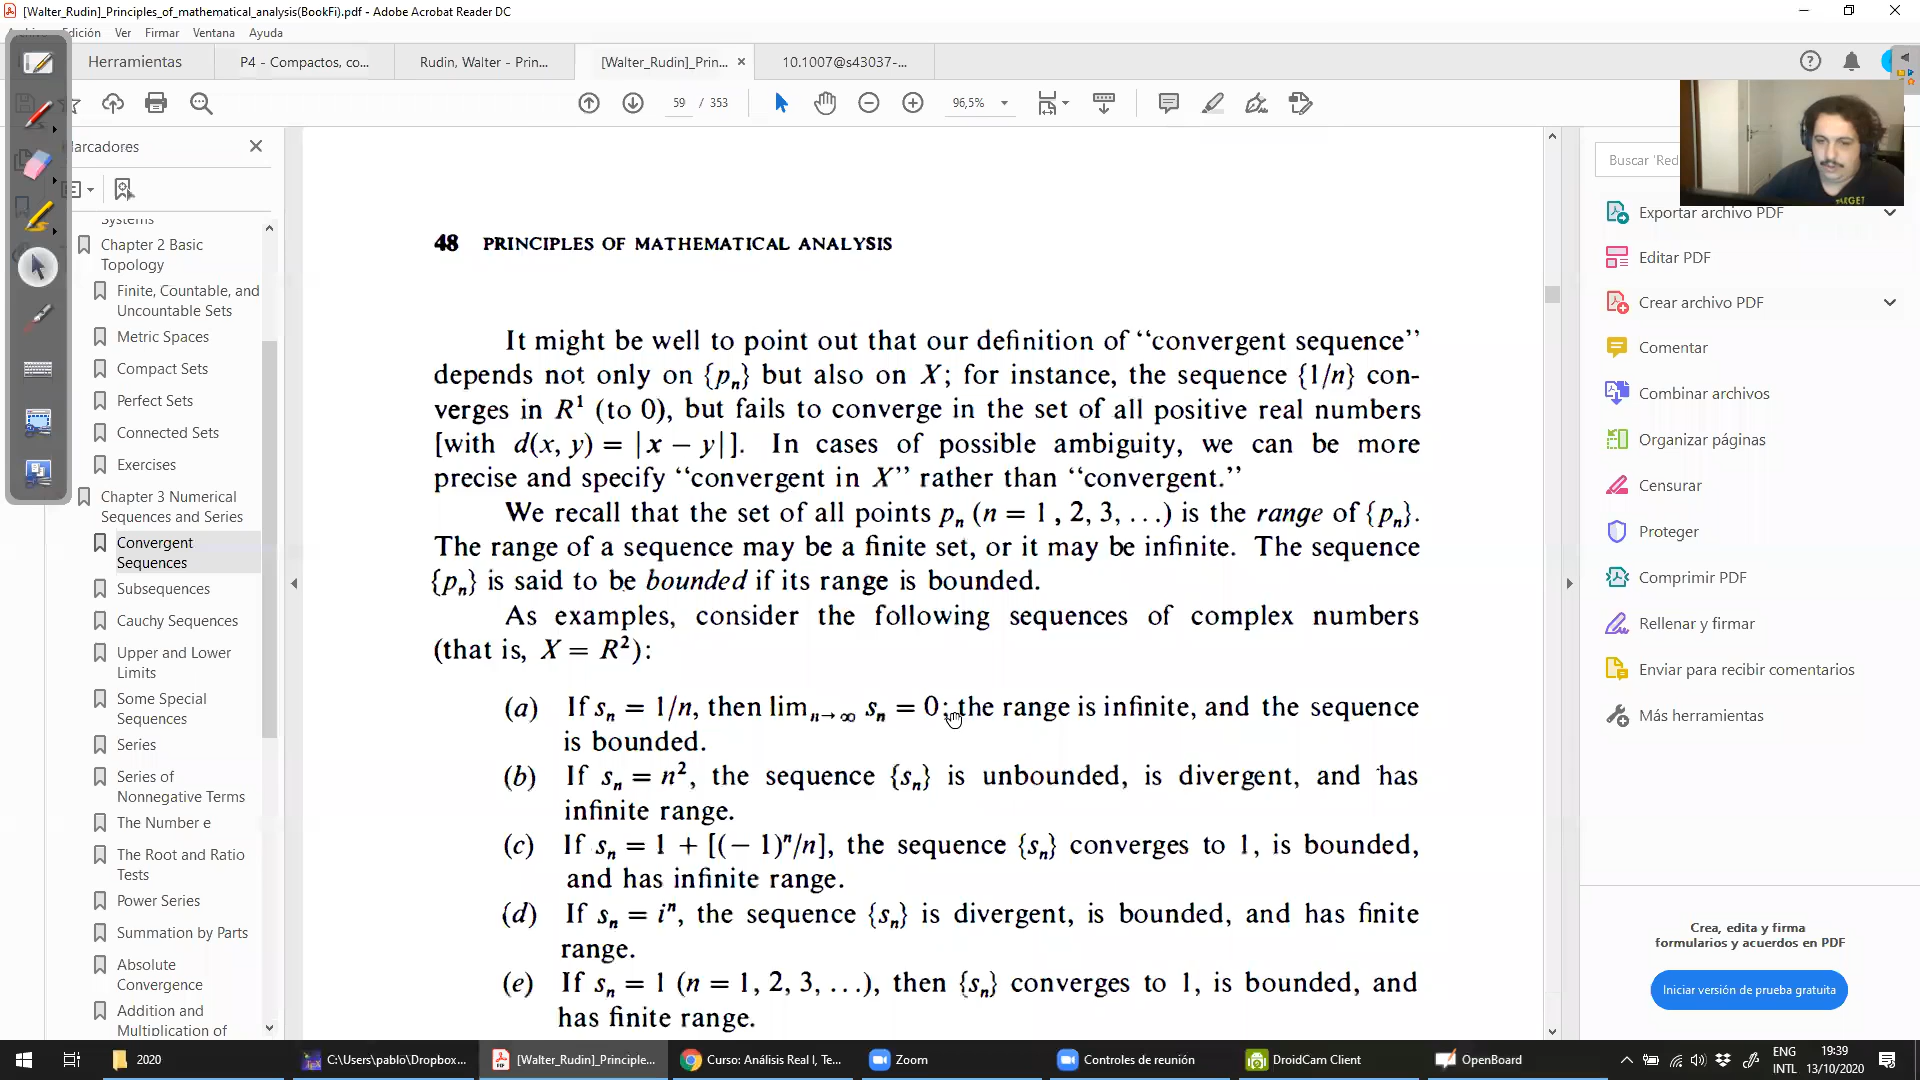 [Walter_Rudin]_Principles_of_mathematical_analysis(BookFi).pdf - Adobe Acrobat Reader DC
Edición Ver Firmar Ventana Ayuda
Herramientas
P4 - Compactos, co...
Rudin, Walter - Prin...
[Walter_Rudin]_Prin...
10.1007@s43037-...
59 / 353
96,5%
Marcadores
Systems
Chapter 2 Basic
Topology
Finite, Countable, and
Uncountable Sets
Metric Spaces
Compact Sets
Perfect Sets
Connected Sets
Exercises
Chapter 3 Numerical
Sequences and Series
Convergent
Sequences
Subsequences
Cauchy Sequences
Upper and Lower
Limits
Some Special
Sequences
Series
Series of
Nonnegative Terms
The Number e
The Root and Ratio
Tests
Power Series
Summation by Parts
Absolute
Convergence
Addition and
Multiplication of
48 PRINCIPLES OF MATHEMATICAL ANALYSIS
It might be well to point out that our definition of “convergent sequence”
depends not only on {pₙ} but also on X; for instance, the sequence {1/n} con-
verges in R¹ (to 0), but fails to converge in the set of all positive real numbers
[with d(x, y) = |x − y|]. In cases of possible ambiguity, we can be more
precise and specify “convergent in X” rather than “convergent.”
We recall that the set of all points pₙ (n = 1, 2, 3, ...) is the range of {pₙ}.
The range of a sequence may be a finite set, or it may be infinite. The sequence
{pₙ} is said to be bounded if its range is bounded.
As examples, consider the following sequences of complex numbers
(that is, X = R²):
(a) If sₙ = 1/n, then limₙ→∞ sₙ = 0; the range is infinite, and the sequence
is bounded.
(b) If sₙ = n², the sequence {sₙ} is unbounded, is divergent, and has
infinite range.
(c) If sₙ = 1 + [(− 1)ⁿ/n], the sequence {sₙ} converges to 1, is bounded,
and has infinite range.
(d) If sₙ = iⁿ, the sequence {sₙ} is divergent, is bounded, and has finite
range.
(e) If sₙ = 1 (n = 1, 2, 3, ...), then {sₙ} converges to 1, is bounded, and
has finite range.
Buscar 'Red
Exportar archivo PDF
Editar PDF
Crear archivo PDF
Comentar
Combinar archivos
Organizar páginas
Censurar
Proteger
Comprimir PDF
Rellenar y firmar
Enviar para recibir comentarios
Más herramientas
Crea, edita y firma
formularios y acuerdos en PDF
Iniciar versión de prueba gratuita
2020
C:\Users\pablo\Dropbox...
[Walter_Rudin]_Principle...
Curso: Análisis Real I, Te...
Zoom
Controles de reunión
DroidCam Client
OpenBoard
ENG
INTL
19:39
13/10/2020